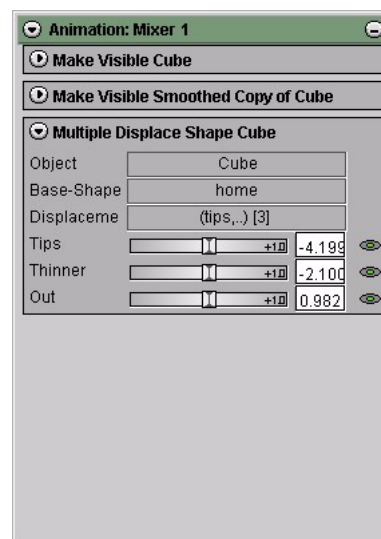 Animation: Mixer 1
Make Visible Cube
Make Visible Smoothed Copy of Cube
Multiple Displace Shape Cube
Object Cube
Base-Shape home
Displaceme (tips,..) [3]
Tips +1.0 -4.199
Thinner +1.0 -2.100
Out +1.0 0.982